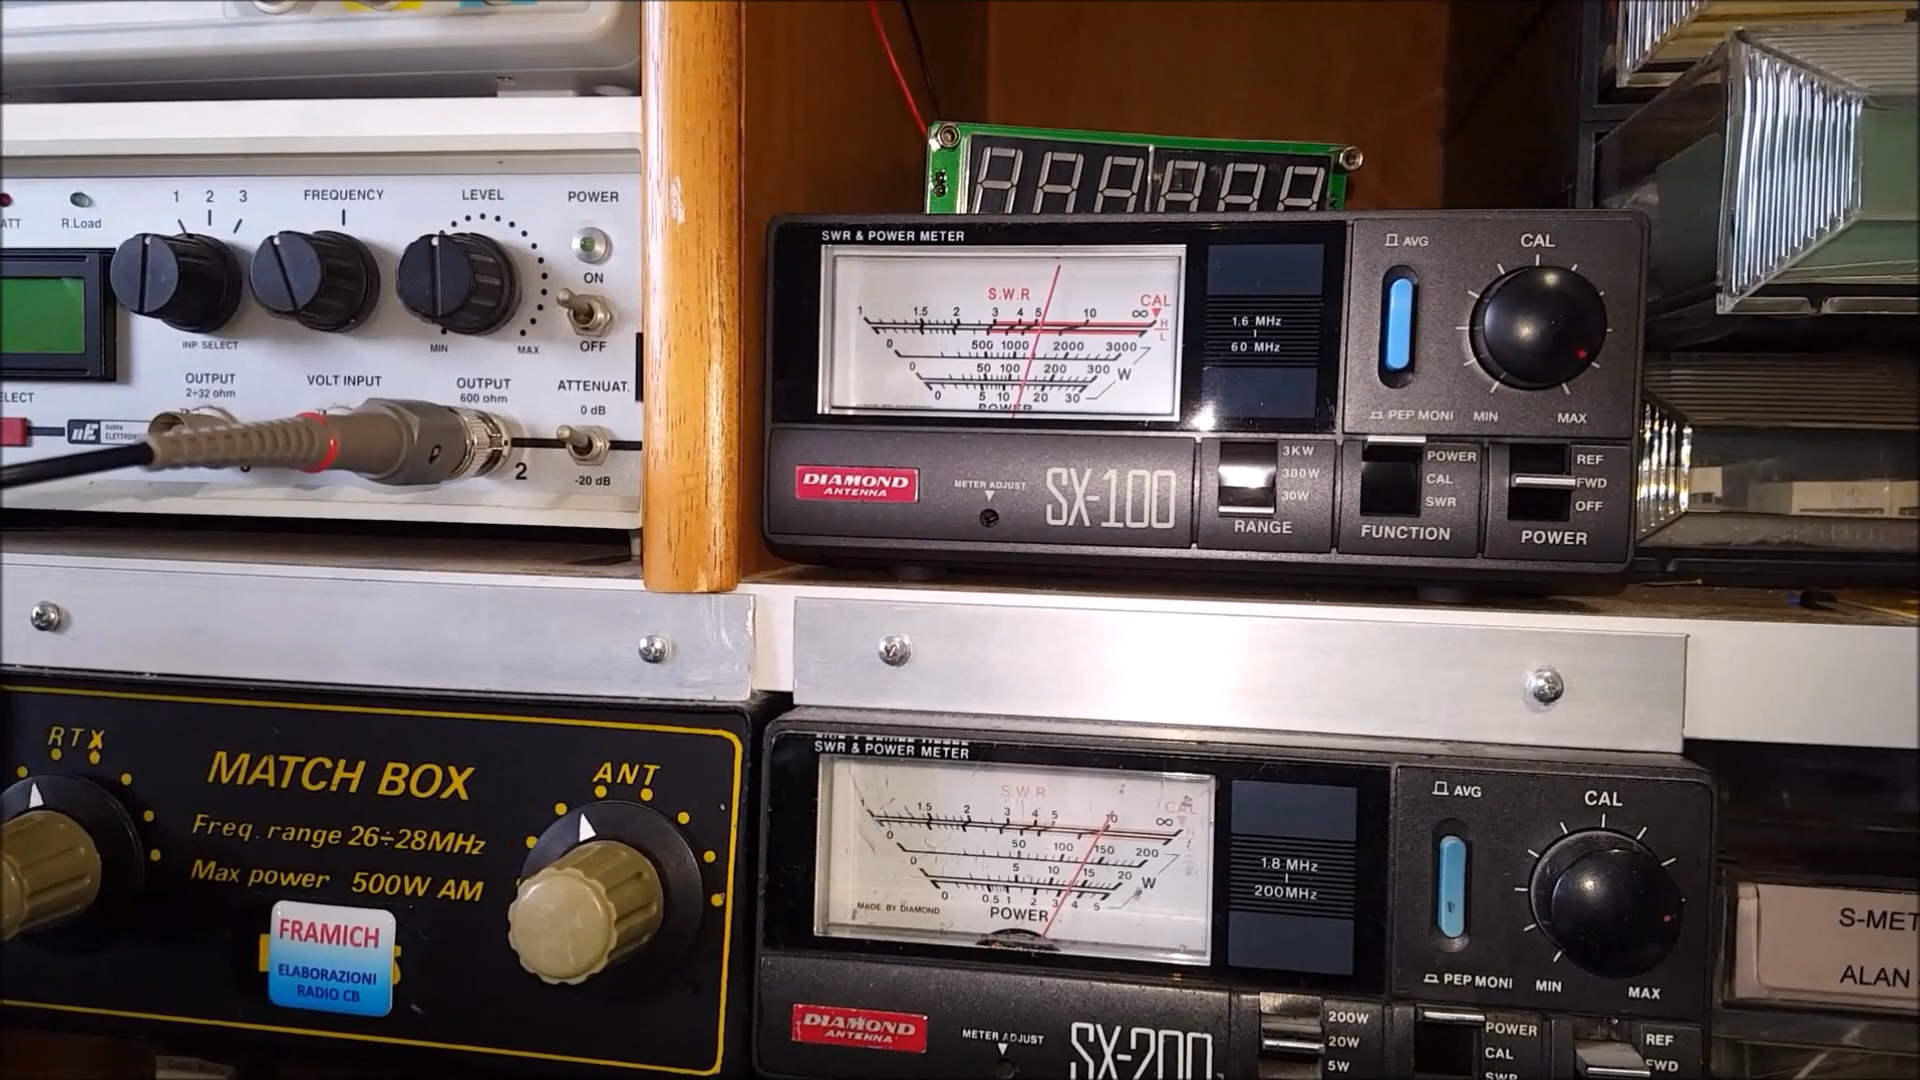 ATT
R.Load
1 2 3
FREQUENCY
LEVEL
POWER
ON
OFF
INP. SELECT
MIN
MAX
OUTPUT
2÷32 ohm
VOLT INPUT
OUTPUT
600 ohm
ATTENUAT.
0 dB
-20 dB
ELECT
nE
NUOVA
2
SWR & POWER METER
S.W.R
CAL
1 1.5 2 3 4 5 10 ∞
H
L
0 500 1000 2000 3000
0 50 100 200 300 W
0 5 10 20 30
POWER
1.6 MHz
60 MHz
AVG
PEP MONI
CAL
MIN
MAX
DIAMOND
ANTENNA
METER ADJUST
SX-100
3KW
300W
30W
RANGE
POWER
CAL
SWR
FUNCTION
REF
FWD
OFF
POWER
RTX
MATCH BOX
Freq. range 26÷28MHz
Max power 500W AM
ANT
FRAMICH
ELABORAZIONI
RADIO CB
SWR & POWER METER
S.W.R
CAL
1 1.5 2 3 4 5 10 ∞
0 50 100 150 200
0 5 10 15 20 W
0 0.5 1 2 3 4 5
MADE BY DIAMOND
POWER
1.8 MHz
200MHz
AVG
PEP MONI
CAL
MIN
MAX
DIAMOND
ANTENNA
METER ADJUST
SX-200
200W
20W
5W
POWER
CAL
SWR
REF
FWD
S-MET
ALAN